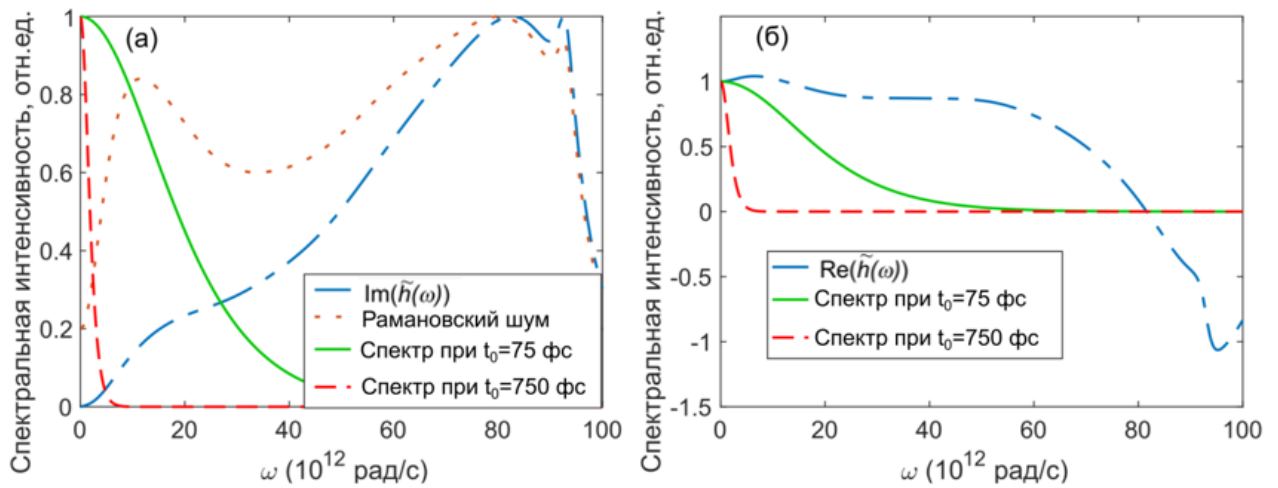 Спектральная интенсивность, отн.ед.
(а)
1
0.8
0.6
0.4
0.2
0
Im(h̃(ω))
Рамановский шум
Спектр при t₀=75 фс
Спектр при t₀=750 фс
0 20 40 60 80 100
ω (10¹² рад/с)
Спектральная интенсивность, отн.ед.
(б)
1
0.5
0
-0.5
-1
-1.5
Re(h̃(ω))
Спектр при t₀=75 фс
Спектр при t₀=750 фс
0 20 40 60 80 100
ω (10¹² рад/с)